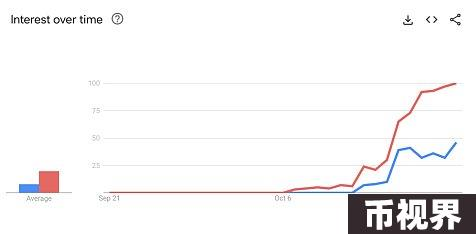 Interest over time
100
75
50
25
Average
Sep 21
Oct 6
币视界